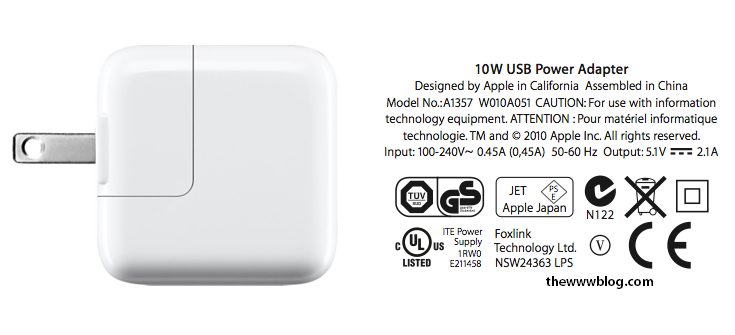 10W USB Power Adapter
Designed by Apple in California Assembled in China
Model No.:A1357 W010A051 CAUTION: For use with information
technology equipment. ATTENTION : Pour matériel informatique
technologie. TM and © 2010 Apple Inc. All rights reserved.
Input: 100-240V~ 0.45A (0,45A) 50-60 Hz Output: 5.1V 2.1A
TÜV
SUD
GS
JET
PS
E
Apple Japan
N122
C UL US
LISTED
ITE Power
Supply
1RW0
E211458
Foxlink
Technology Ltd.
NSW24363 LPS
V
CE
thewwwblog.com